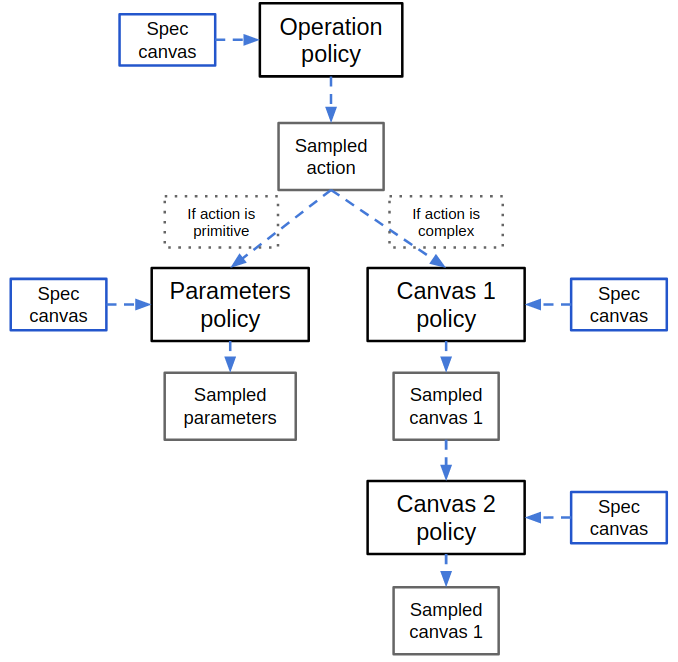 Spec
canvas
Operation
policy
Sampled
action
If action is
primitive
If action is
complex
Spec
canvas
Parameters
policy
Canvas 1
policy
Spec
canvas
Sampled
parameters
Sampled
canvas 1
Canvas 2
policy
Spec
canvas
Sampled
canvas 1